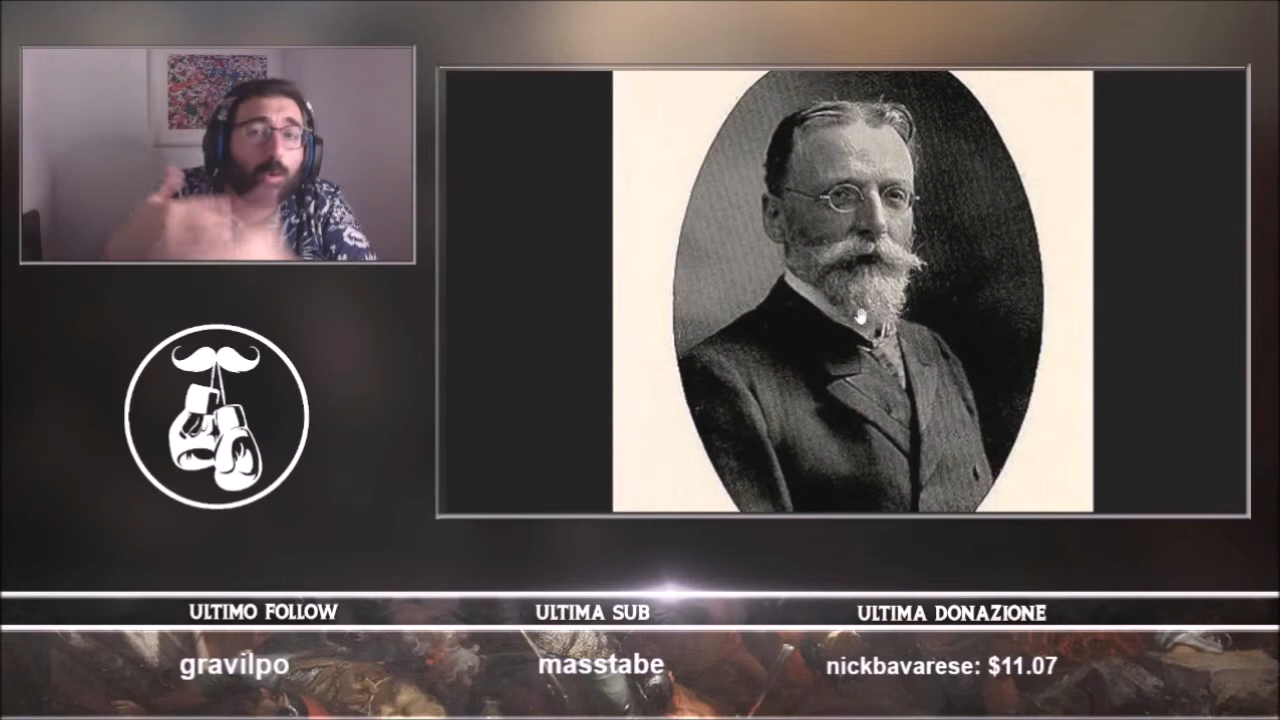 ULTIMO FOLLOW
ULTIMA SUB
ULTIMA DONAZIONE
gravilpo
masstabe
nickbavarese: $11.07